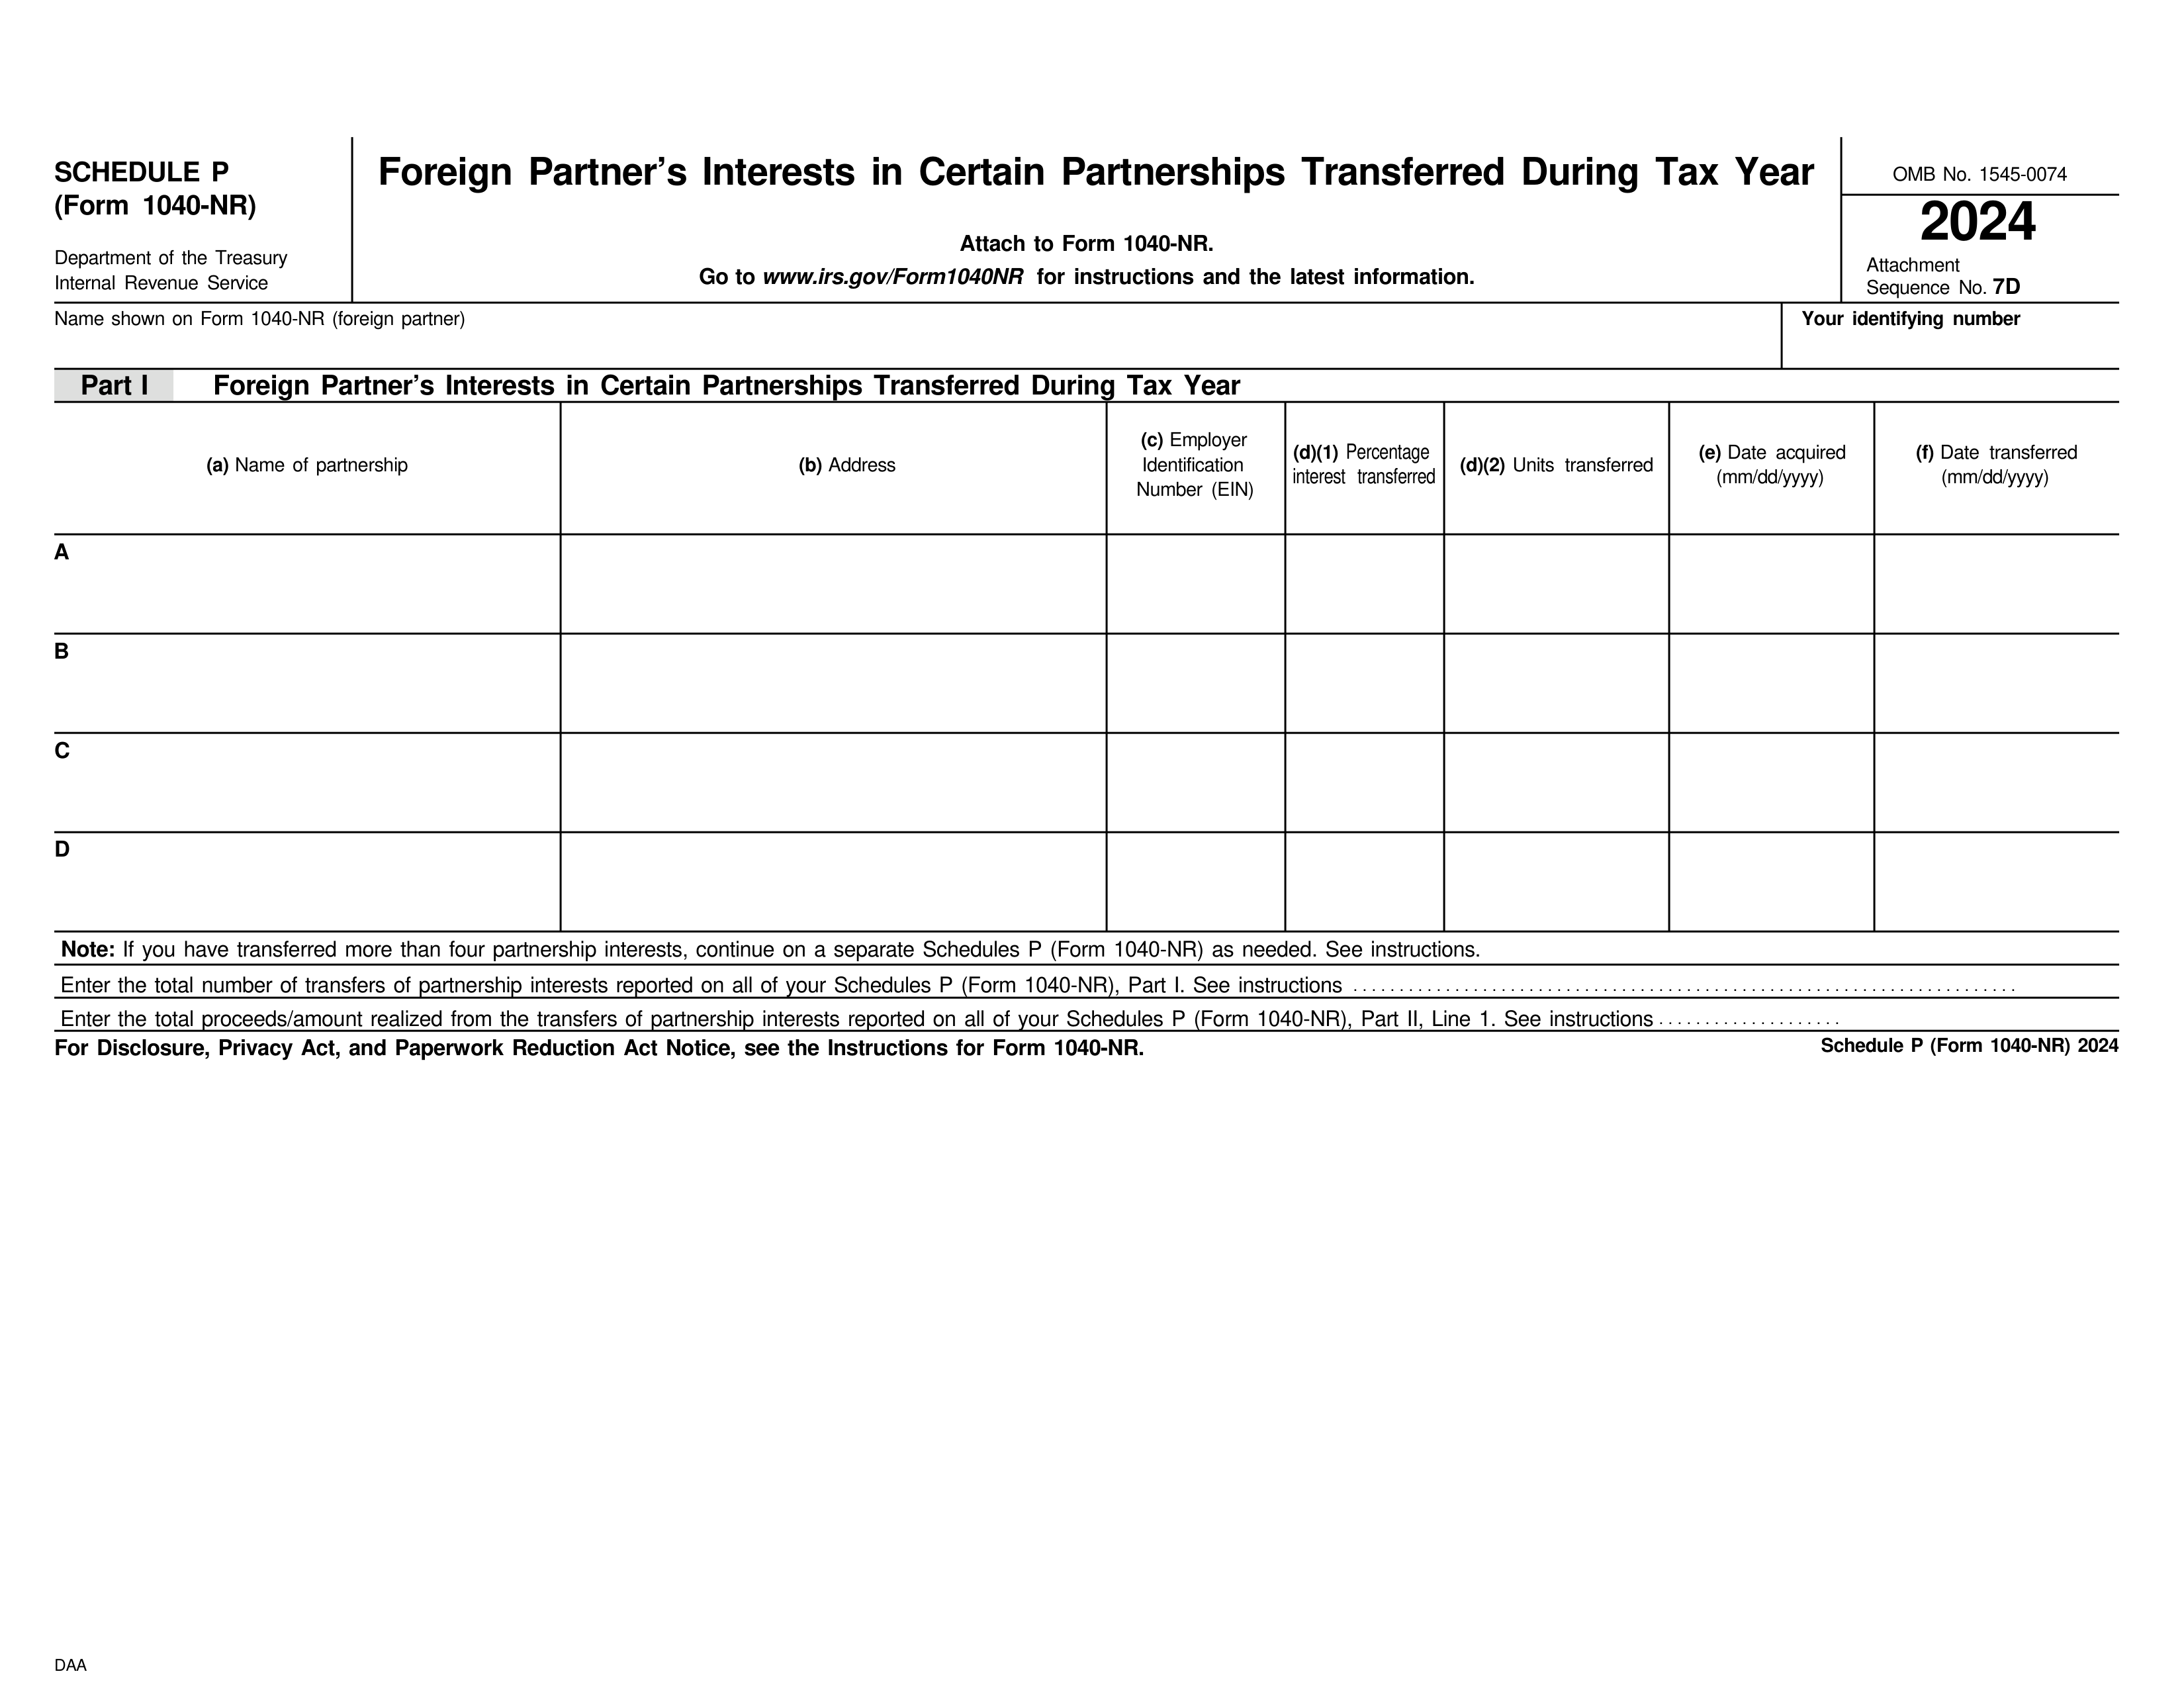 SCHEDULE P
(Form 1040-NR)
Department of the Treasury
Internal Revenue Service
Foreign Partner’s Interests in Certain Partnerships Transferred During Tax Year
Attach to Form 1040-NR.
Go to www.irs.gov/Form1040NR for instructions and the latest information.
OMB No. 1545-0074
2024
Attachment
Sequence No. 7D
Name shown on Form 1040-NR (foreign partner)
Your identifying number
Part I Foreign Partner’s Interests in Certain Partnerships Transferred During Tax Year
(a) Name of partnership
(b) Address
(c) Employer
Identification
Number (EIN)
(d)(1) Percentage
interest transferred
(d)(2) Units transferred
(e) Date acquired
(mm/dd/yyyy)
(f) Date transferred
(mm/dd/yyyy)
A
B
C
D
Note: If you have transferred more than four partnership interests, continue on a separate Schedules P (Form 1040-NR) as needed. See instructions.
Enter the total number of transfers of partnership interests reported on all of your Schedules P (Form 1040-NR), Part I. See instructions
Enter the total proceeds/amount realized from the transfers of partnership interests reported on all of your Schedules P (Form 1040-NR), Part II, Line 1. See instructions
For Disclosure, Privacy Act, and Paperwork Reduction Act Notice, see the Instructions for Form 1040-NR.
Schedule P (Form 1040-NR) 2024
DAA